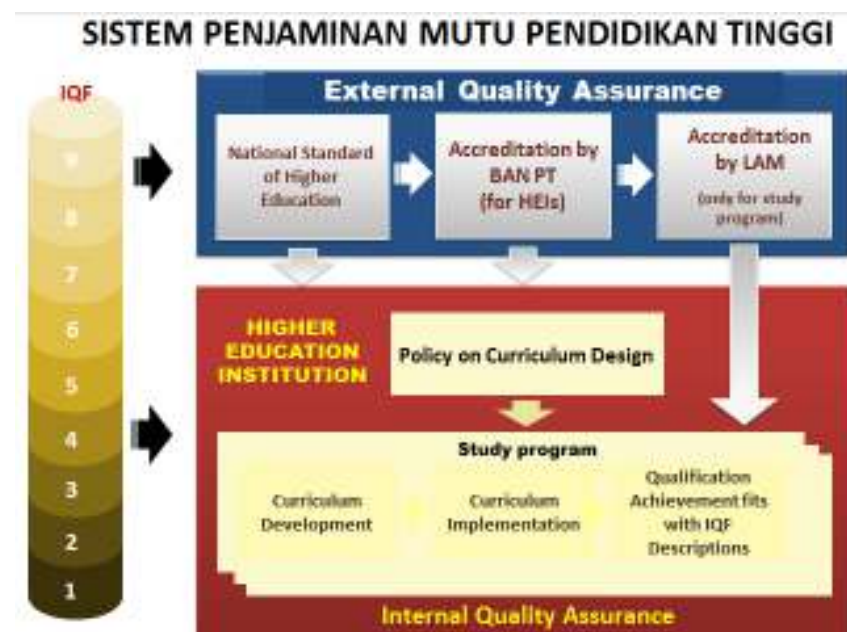 SISTEM PENJAMINAN MUTU PENDIDIKAN TINGGI
IQF
9
8
7
6
5
4
3
2
1
External Quality Assurance
National Standard
of Higher
Education
Accreditation by
BAN PT
(for HEIs)
Accreditation
by LAM
(only for study
program)
HIGHER
EDUCATION
INSTITUTION
Policy on Curriculum Design
Study program
Curriculum
Development
Curriculum
Implementation
Qualification
Achievement fits
with IQF
Descriptions
Internal Quality Assurance